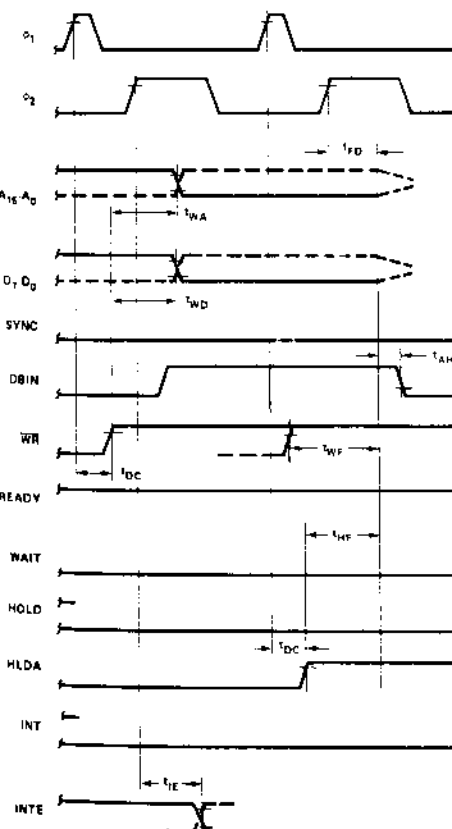 φ1
φ2
tFD
A15-A0
tWA
D7 D0
tWD
SYNC
tAH
DBIN
WR
tDC
tWF
READY
tHF
WAIT
HOLD
tDC
HLDA
INT
tIE
INTE